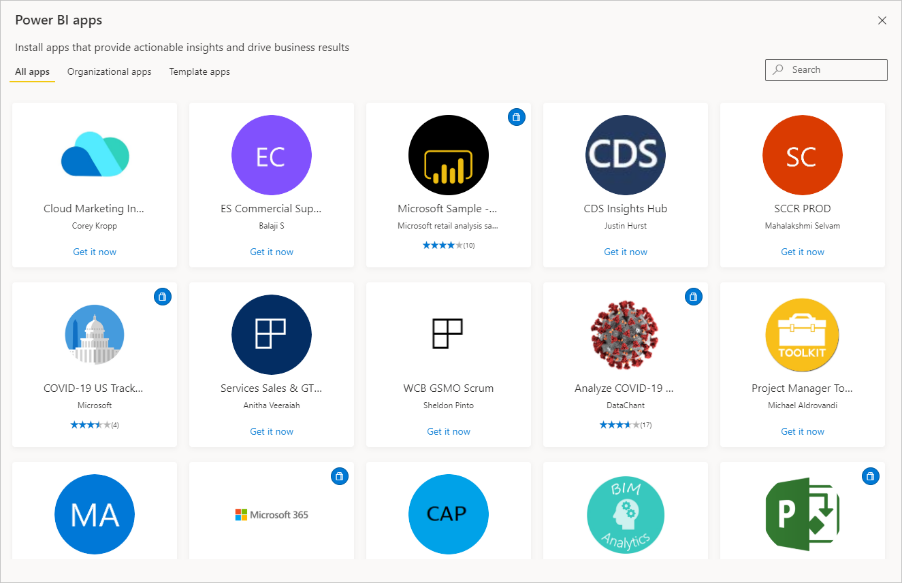 Power BI apps
Install apps that provide actionable insights and drive business results
All apps Organizational apps Template apps Search
EC CDS SC
Cloud Marketing In... ES Commercial Sup... Microsoft Sample -... CDS Insights Hub SCCR PROD
Corey Kropp Balaji S Microsoft retail analysis sa... Justin Hurst Mahalakshmi Selvam
(10)
Get it now Get it now Get it now Get it now
TOOLKIT
COVID-19 US Track... Services Sales & GT... WCB GSMO Scrum Analyze COVID-19 ... Project Manager To...
Microsoft Anitha Veeraiah Sheldon Pinto DataChant Michael Aldrovandi
(4) (17)
Get it now Get it now Get it now
MA Microsoft 365 CAP BIM Analytics P